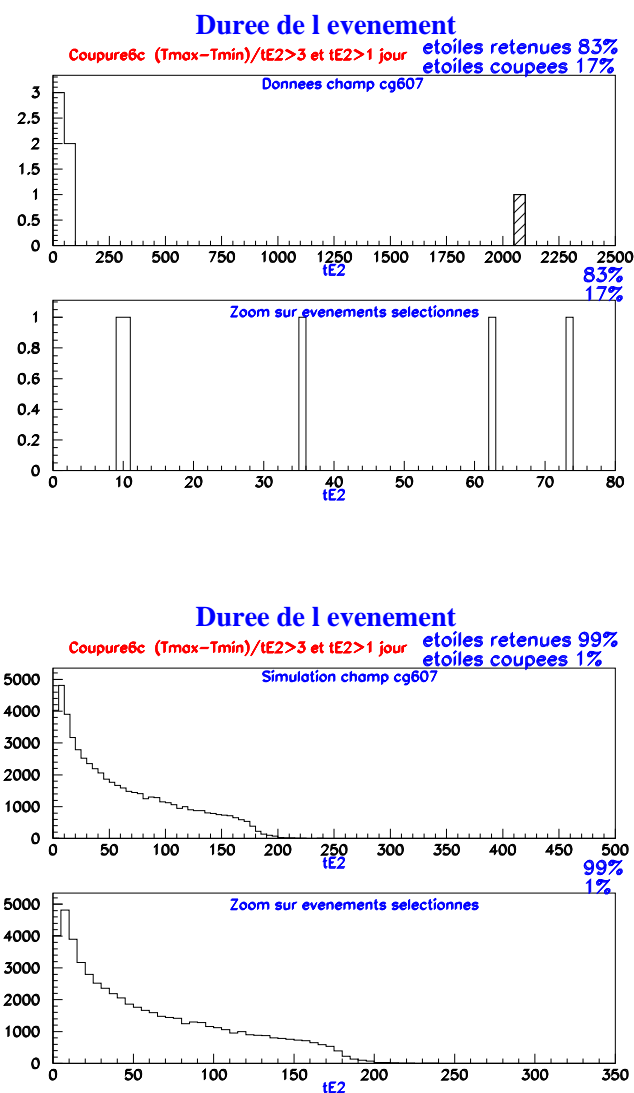 Duree de l evenement
Coupure6c (Tmax-Tmin)/tE2>3 et tE2>1 jour
etoiles retenues 83%
etoiles coupees 17%
Donnees champ cg607
3
2.5
2
1.5
1
0.5
0
0 250 500 750 1000 1250 1500 1750 2000 2250 2500
tE2
83%
17%
Zoom sur evenements selectionnes
1
0.8
0.6
0.4
0.2
0
0 10 20 30 40 50 60 70 80
tE2
Duree de l evenement
Coupure6c (Tmax-Tmin)/tE2>3 et tE2>1 jour
etoiles retenues 99%
etoiles coupees 1%
Simulation champ cg607
5000
4000
3000
2000
1000
0
0 50 100 150 200 250 300 350 400 450 500
tE2
99%
1%
Zoom sur evenements selectionnes
5000
4000
3000
2000
1000
0
0 50 100 150 200 250 300 350
tE2